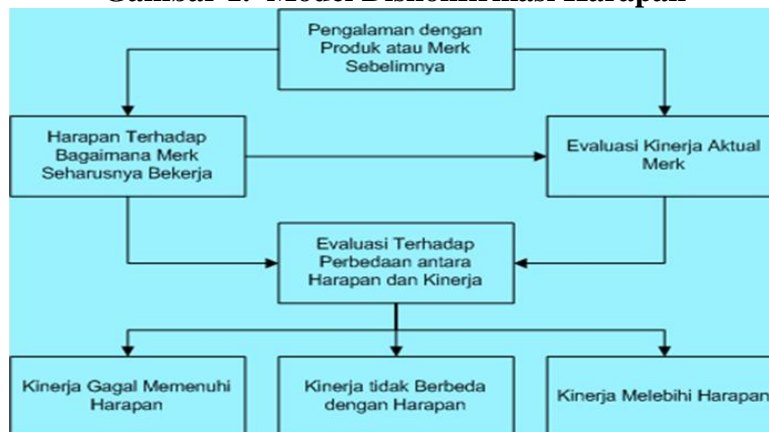 Gambar 1. Model Diskonfirmasi Harapan
Pengalaman dengan
Produk atau Merk
Sebelimnya
Harapan Terhadap
Bagaimana Merk
Seharusnya Bekerja
Evaluasi Kinerja Aktual
Merk
Evaluasi Terhadap
Perbedaan antara
Harapan dan Kinerja
Kinerja Gagal Memenuhi
Harapan
Kinerja tidak Berbeda
dengan Harapan
Kinerja Melebihi Harapan